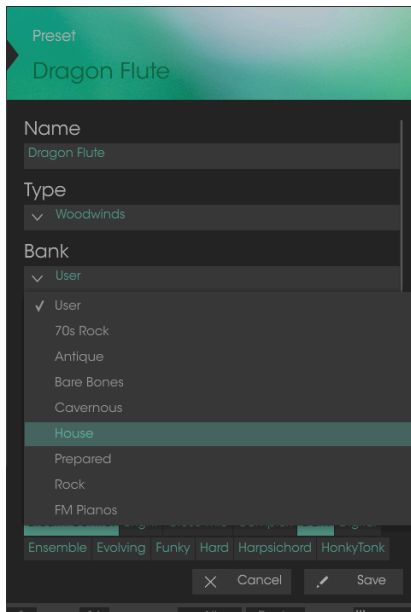 Preset
Dragon Flute
Name
Dragon Flute
Type
Woodwinds
Bank
User
✓ User
70s Rock
Antique
Bare Bones
Cavernous
House
Prepared
Rock
FM Pianos
Ensemble Evolving Funky Hard Harpsichord HonkyTonk
Cancel Save